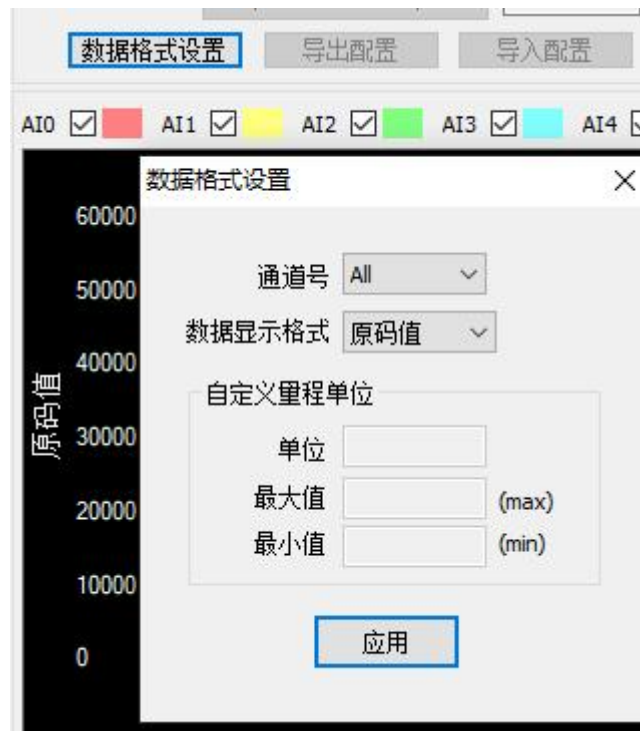 数据格式设置 导出配置 导入配置
AI0 AI1 AI2 AI3 AI4
数据格式设置
60000
50000
40000
30000
20000
10000
0
原码值
通道号 All
数据显示格式 原码值
自定义量程单位
单位
最大值 (max)
最小值 (min)
应用